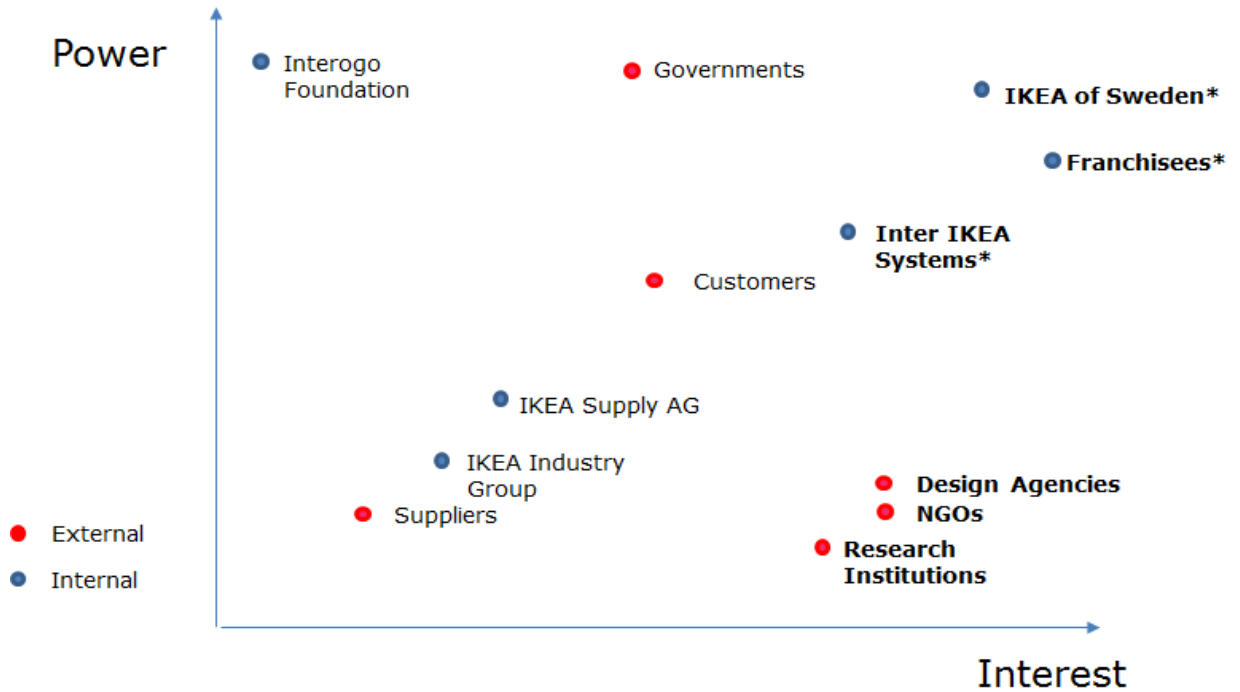 Power
Interogo
Foundation
Governments
IKEA of Sweden*
Franchisees*
Inter IKEA
Systems*
Customers
IKEA Supply AG
IKEA Industry
Group
Suppliers
Design Agencies
NGOs
Research
Institutions
External
Internal
Interest